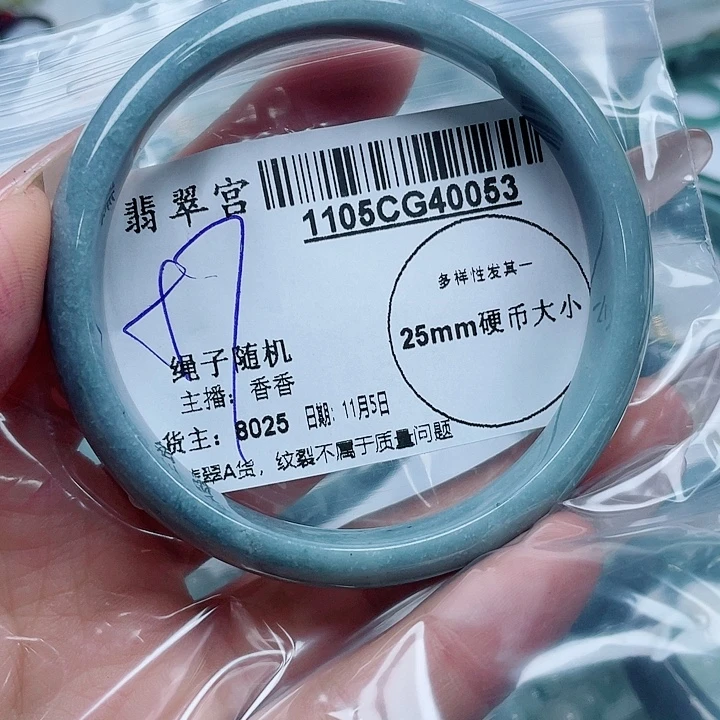 翡翠宫
1105CG40053
多样性发其一
25mm硬币大小
绳子随机
主播：香香
货主：8025 日期：11月5日
翡翠A货，纹裂不属于质量问题